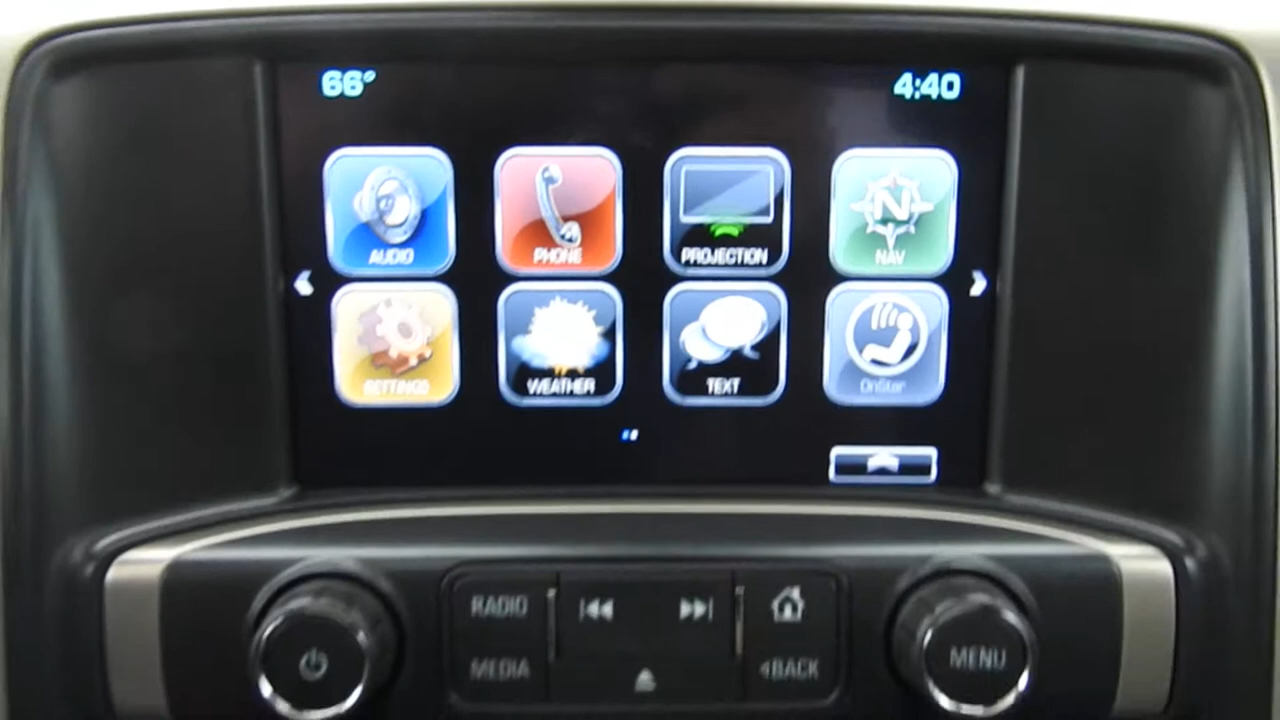 66°
4:40
AUDIO
PHONE
PROJECTION
N
NAV
SETTINGS
WEATHER
TEXT
OnStar
RADIO
MEDIA
<BACK
MENU